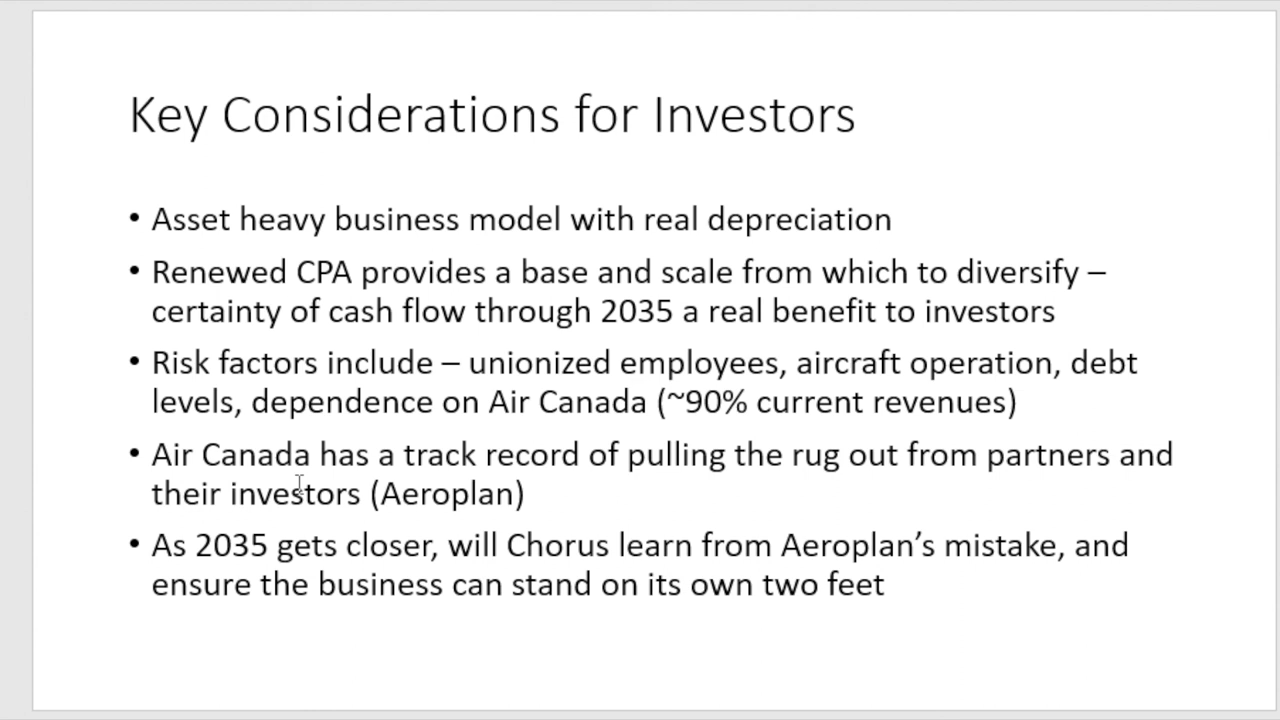 Key Considerations for Investors
• Asset heavy business model with real depreciation
• Renewed CPA provides a base and scale from which to diversify –
certainty of cash flow through 2035 a real benefit to investors
• Risk factors include – unionized employees, aircraft operation, debt
levels, dependence on Air Canada (~90% current revenues)
• Air Canada has a track record of pulling the rug out from partners and
their investors (Aeroplan)
• As 2035 gets closer, will Chorus learn from Aeroplan’s mistake, and
ensure the business can stand on its own two feet